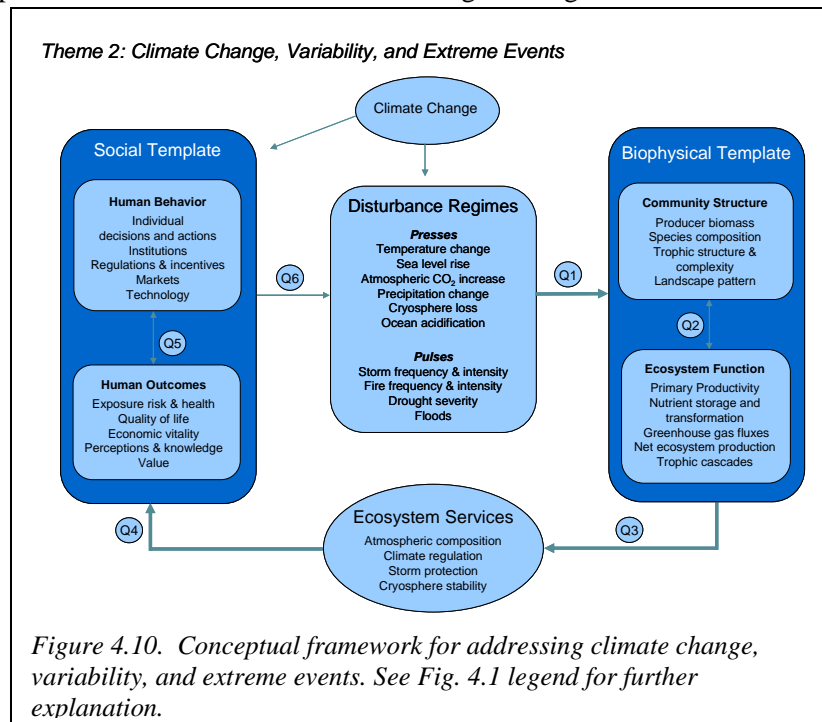 Theme 2: Climate Change, Variability, and Extreme Events
Climate Change
Social Template
Human Behavior
Individual
decisions and actions
Institutions
Regulations & incentives
Markets
Technology
Q5
Human Outcomes
Exposure risk & health
Quality of life
Economic vitality
Perceptions & knowledge
Value
Q6
Disturbance Regimes
Presses
Temperature change
Sea level rise
Atmospheric CO₂ increase
Precipitation change
Cryosphere loss
Ocean acidification
Pulses
Storm frequency & intensity
Fire frequency & intensity
Drought severity
Floods
Q1
Biophysical Template
Community Structure
Producer biomass
Species composition
Trophic structure &
complexity
Landscape pattern
Q2
Ecosystem Function
Primary Productivity
Nutrient storage and
transformation
Greenhouse gas fluxes
Net ecosystem production
Trophic cascades
Q4
Ecosystem Services
Atmospheric composition
Climate regulation
Storm protection
Cryosphere stability
Q3
Figure 4.10. Conceptual framework for addressing climate change,
variability, and extreme events. See Fig. 4.1 legend for further
explanation.